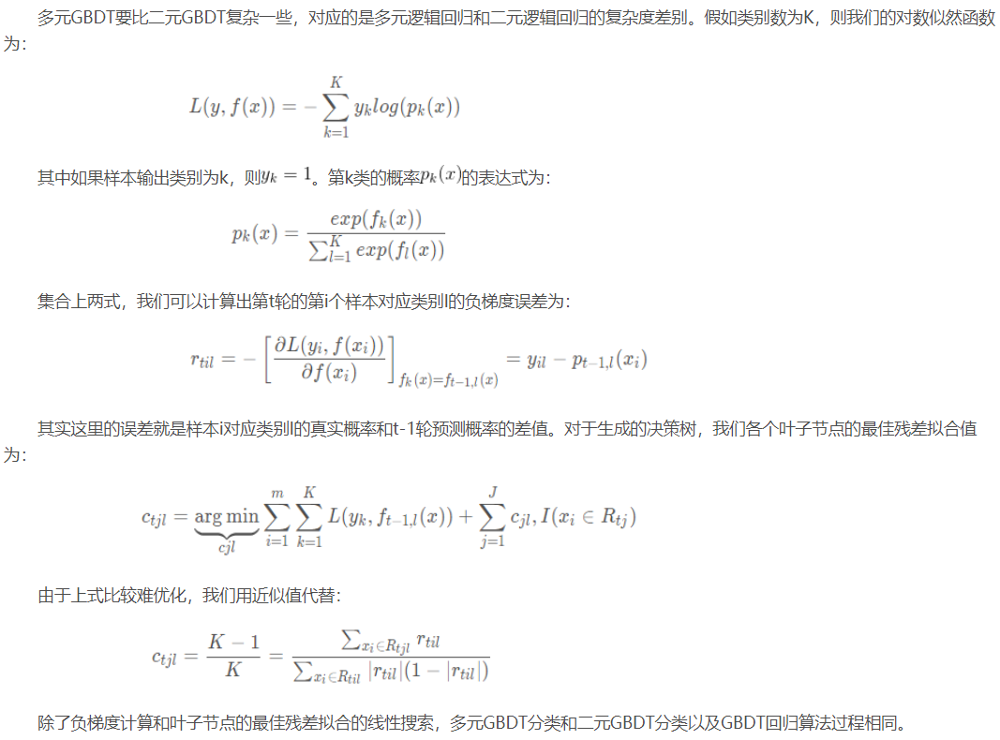 多元GBDT要比二元GBDT复杂一些，对应的是多元逻辑回归和二元逻辑回归的复杂度差别。假如类别数为K，则我们的对数似然函数
为：
L(y, f(x)) = − \sum_{k=1}^{K} y_k log(p_k(x))
其中如果样本输出类别为k，则y_k = 1。第k类的概率p_k(x)的表达式为：
p_k(x) = \frac{exp(f_k(x))}{\sum_{l=1}^{K} exp(f_l(x))}
集合上两式，我们可以计算出第t轮的第i个样本对应类别l的负梯度误差为：
r_{til} = − \left[ \frac{∂L(y_i, f(x_i))}{∂f(x_i)} \right]_{f_k(x)=f_{t−1,l}(x)} = y_{il} − p_{t−1,l}(x_i)
其实这里的误差就是样本i对应类别l的真实概率和t-1轮预测概率的差值。对于生成的决策树，我们各个叶子节点的最佳残差拟合值
为：
c_{tjl} = \underbrace{arg min}_{c_{jl}} \sum_{i=1}^{m} \sum_{k=1}^{K} L(y_k, f_{t−1,l}(x)) + \sum_{j=1}^{J} c_{jl}, I(x_i ∈ R_{tj})
由于上式比较难优化，我们用近似值代替：
c_{tjl} = \frac{K − 1}{K} = \frac{\sum_{x_i∈R_{tjl}} r_{til}}{\sum_{x_i∈R_{til}} |r_{til}|(1 − |r_{til}|)}
除了负梯度计算和叶子节点的最佳残差拟合的线性搜索，多元GBDT分类和二元GBDT分类以及GBDT回归算法过程相同。